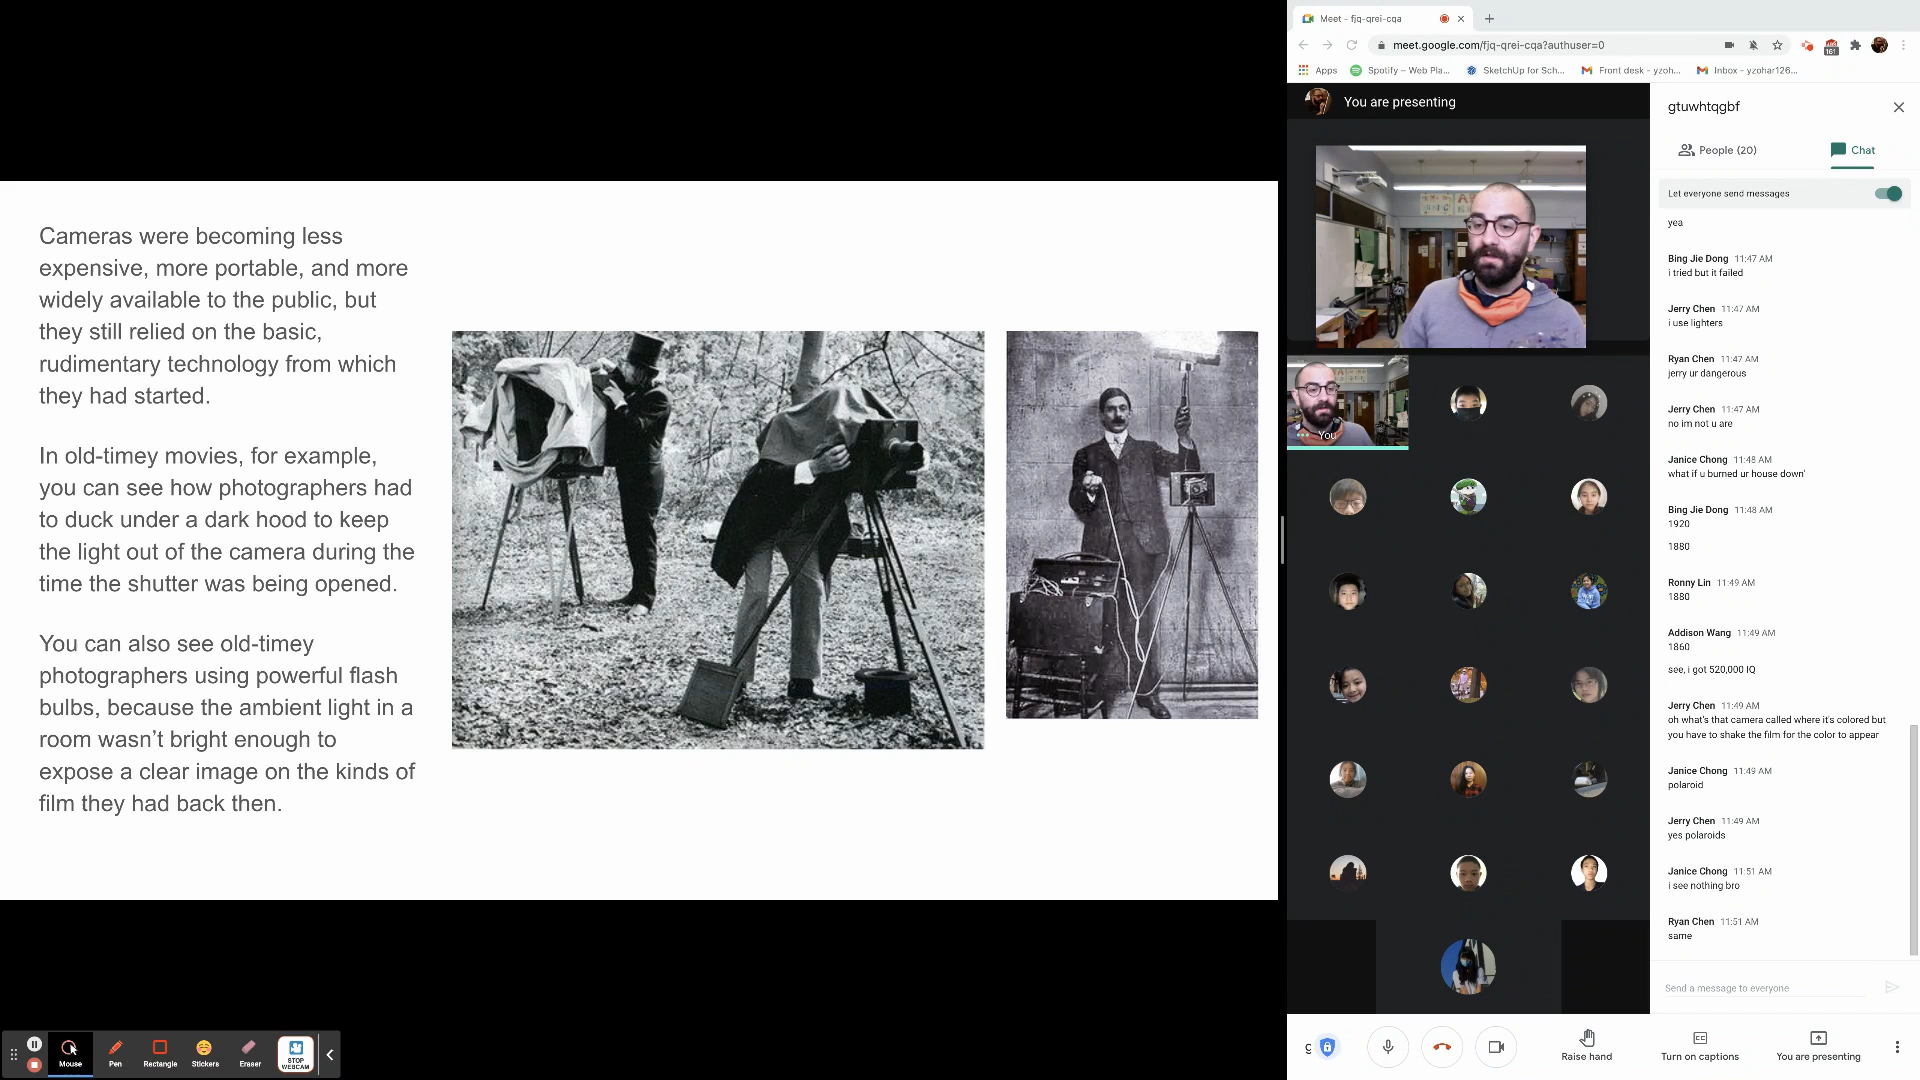 Cameras were becoming less
expensive, more portable, and more
widely available to the public, but
they still relied on the basic,
rudimentary technology from which
they had started.
In old-timey movies, for example,
you can see how photographers had
to duck under a dark hood to keep
the light out of the camera during the
time the shutter was being opened.
You can also see old-timey
photographers using powerful flash
bulbs, because the ambient light in a
room wasn't bright enough to
expose a clear image on the kinds of
film they had back then.
Mouse
Pen
Rectangle
Stickers
Eraser
STOP
WEBCAM
Meet - fjq-qrei-cqa
meet.google.com/fjq-qrei-cqa?authuser=0
161
Apps
Spotify – Web Pla...
SketchUp for Sch...
Front desk - yzoh...
Inbox - yzohar126...
You are presenting
You
gtuwhtqgbf
People (20)
Chat
Let everyone send messages
yea
Bing Jie Dong 11:47 AM
i tried but it failed
Jerry Chen 11:47 AM
i use lighters
Ryan Chen 11:47 AM
jerry ur dangerous
Jerry Chen 11:47 AM
no im not u are
Janice Chong 11:48 AM
what if u burned ur house down'
Bing Jie Dong 11:48 AM
1920
1880
Ronny Lin 11:49 AM
1880
Addison Wang 11:49 AM
1860
see, i got 520,000 IQ
Jerry Chen 11:49 AM
oh what's that camera called where it's colored but
you have to shake the film for the color to appear
Janice Chong 11:49 AM
polaroid
Jerry Chen 11:49 AM
yes polaroids
Janice Chong 11:51 AM
i see nothing bro
Ryan Chen 11:51 AM
same
Send a message to everyone
g
Raise hand
Turn on captions
You are presenting